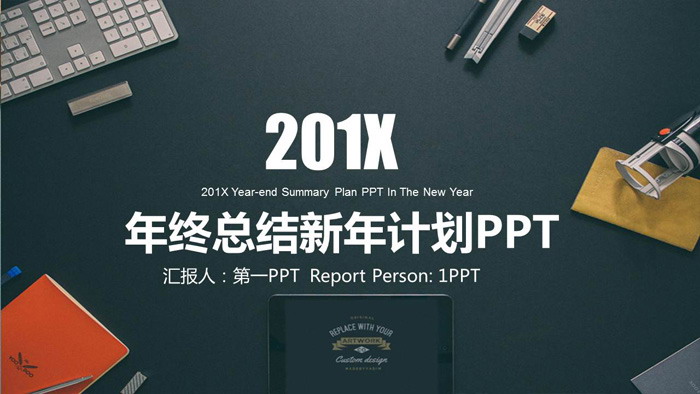 201X
201X Year-end Summary Plan PPT In The New Year
年终总结新年计划PPT
汇报人：第一PPT Report Person: 1PPT
ORIGINAL
REPLACE WITH YOUR
ARTWORK
Custom design